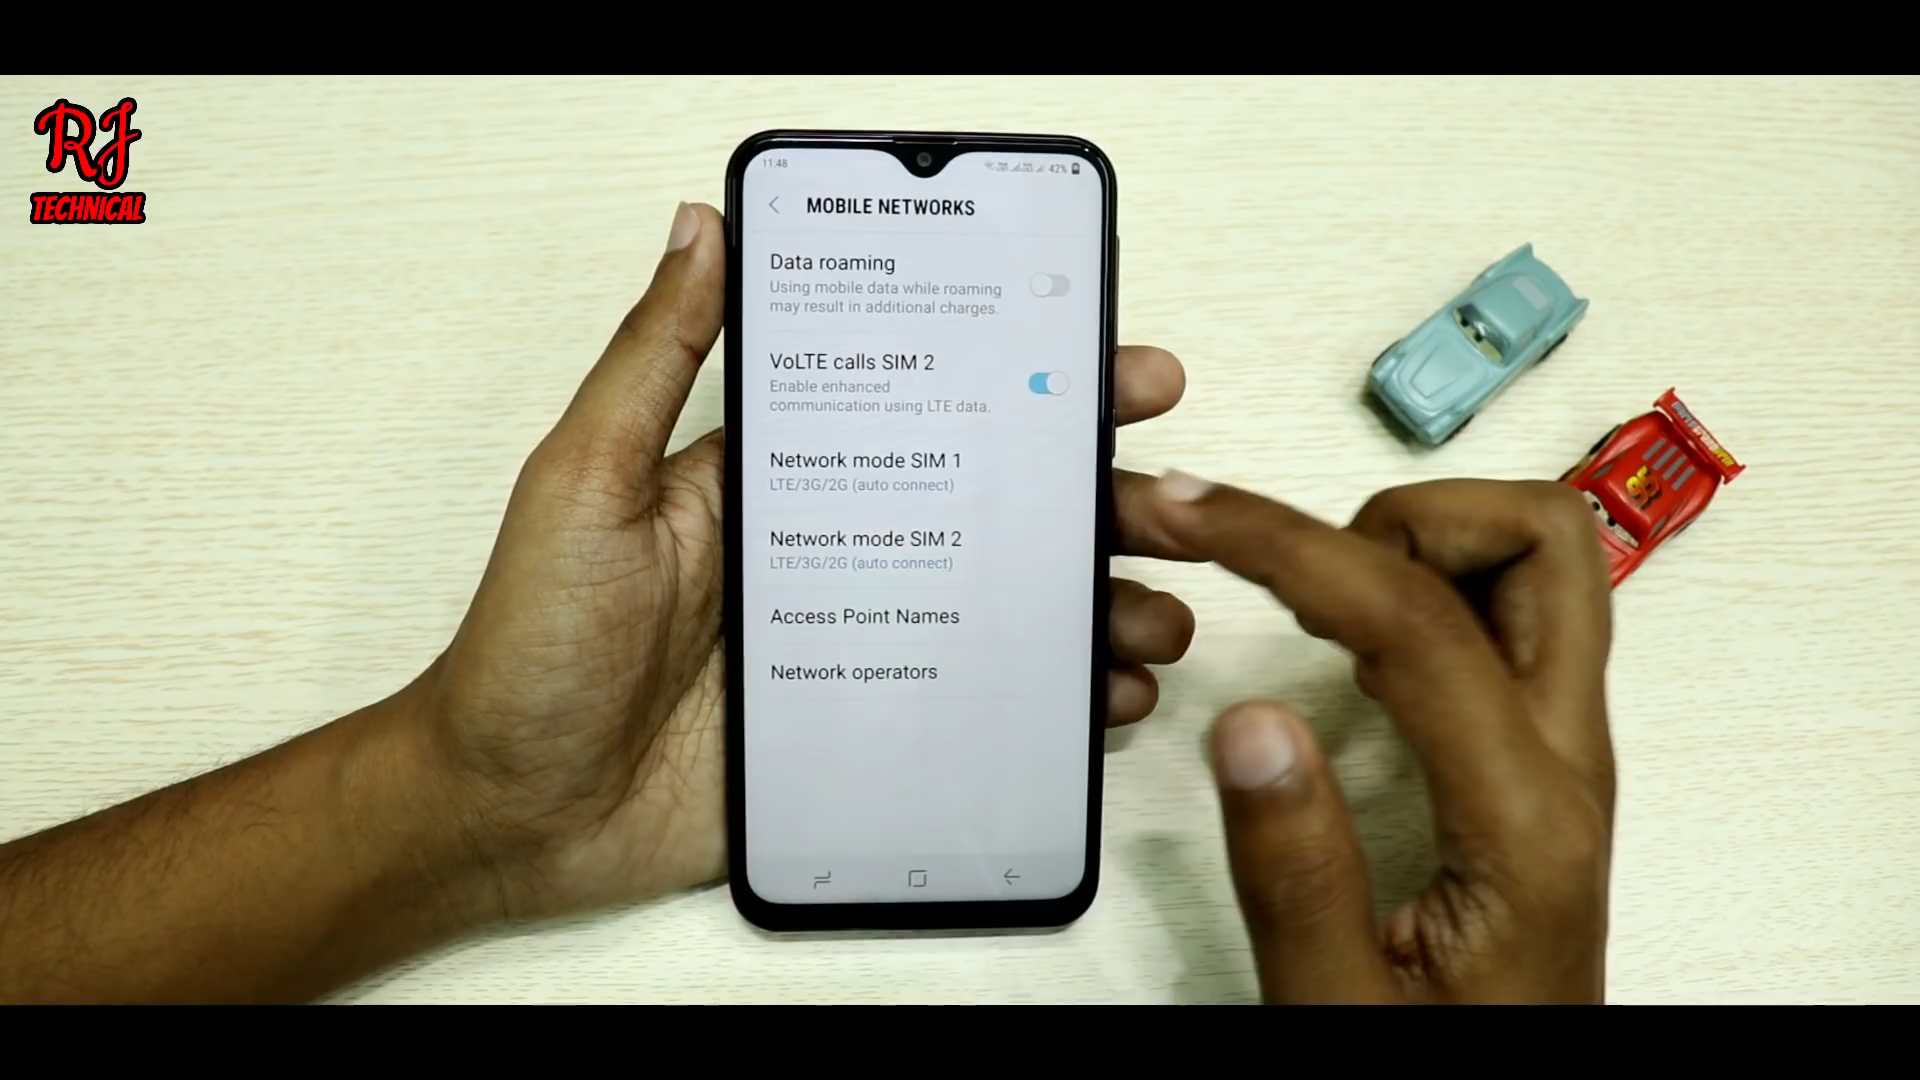 RJ
TECHNICAL
11:48
42%
MOBILE NETWORKS
Data roaming
Using mobile data while roaming
may result in additional charges.
VoLTE calls SIM 2
Enable enhanced
communication using LTE data.
Network mode SIM 1
LTE/3G/2G (auto connect)
Network mode SIM 2
LTE/3G/2G (auto connect)
Access Point Names
Network operators
95